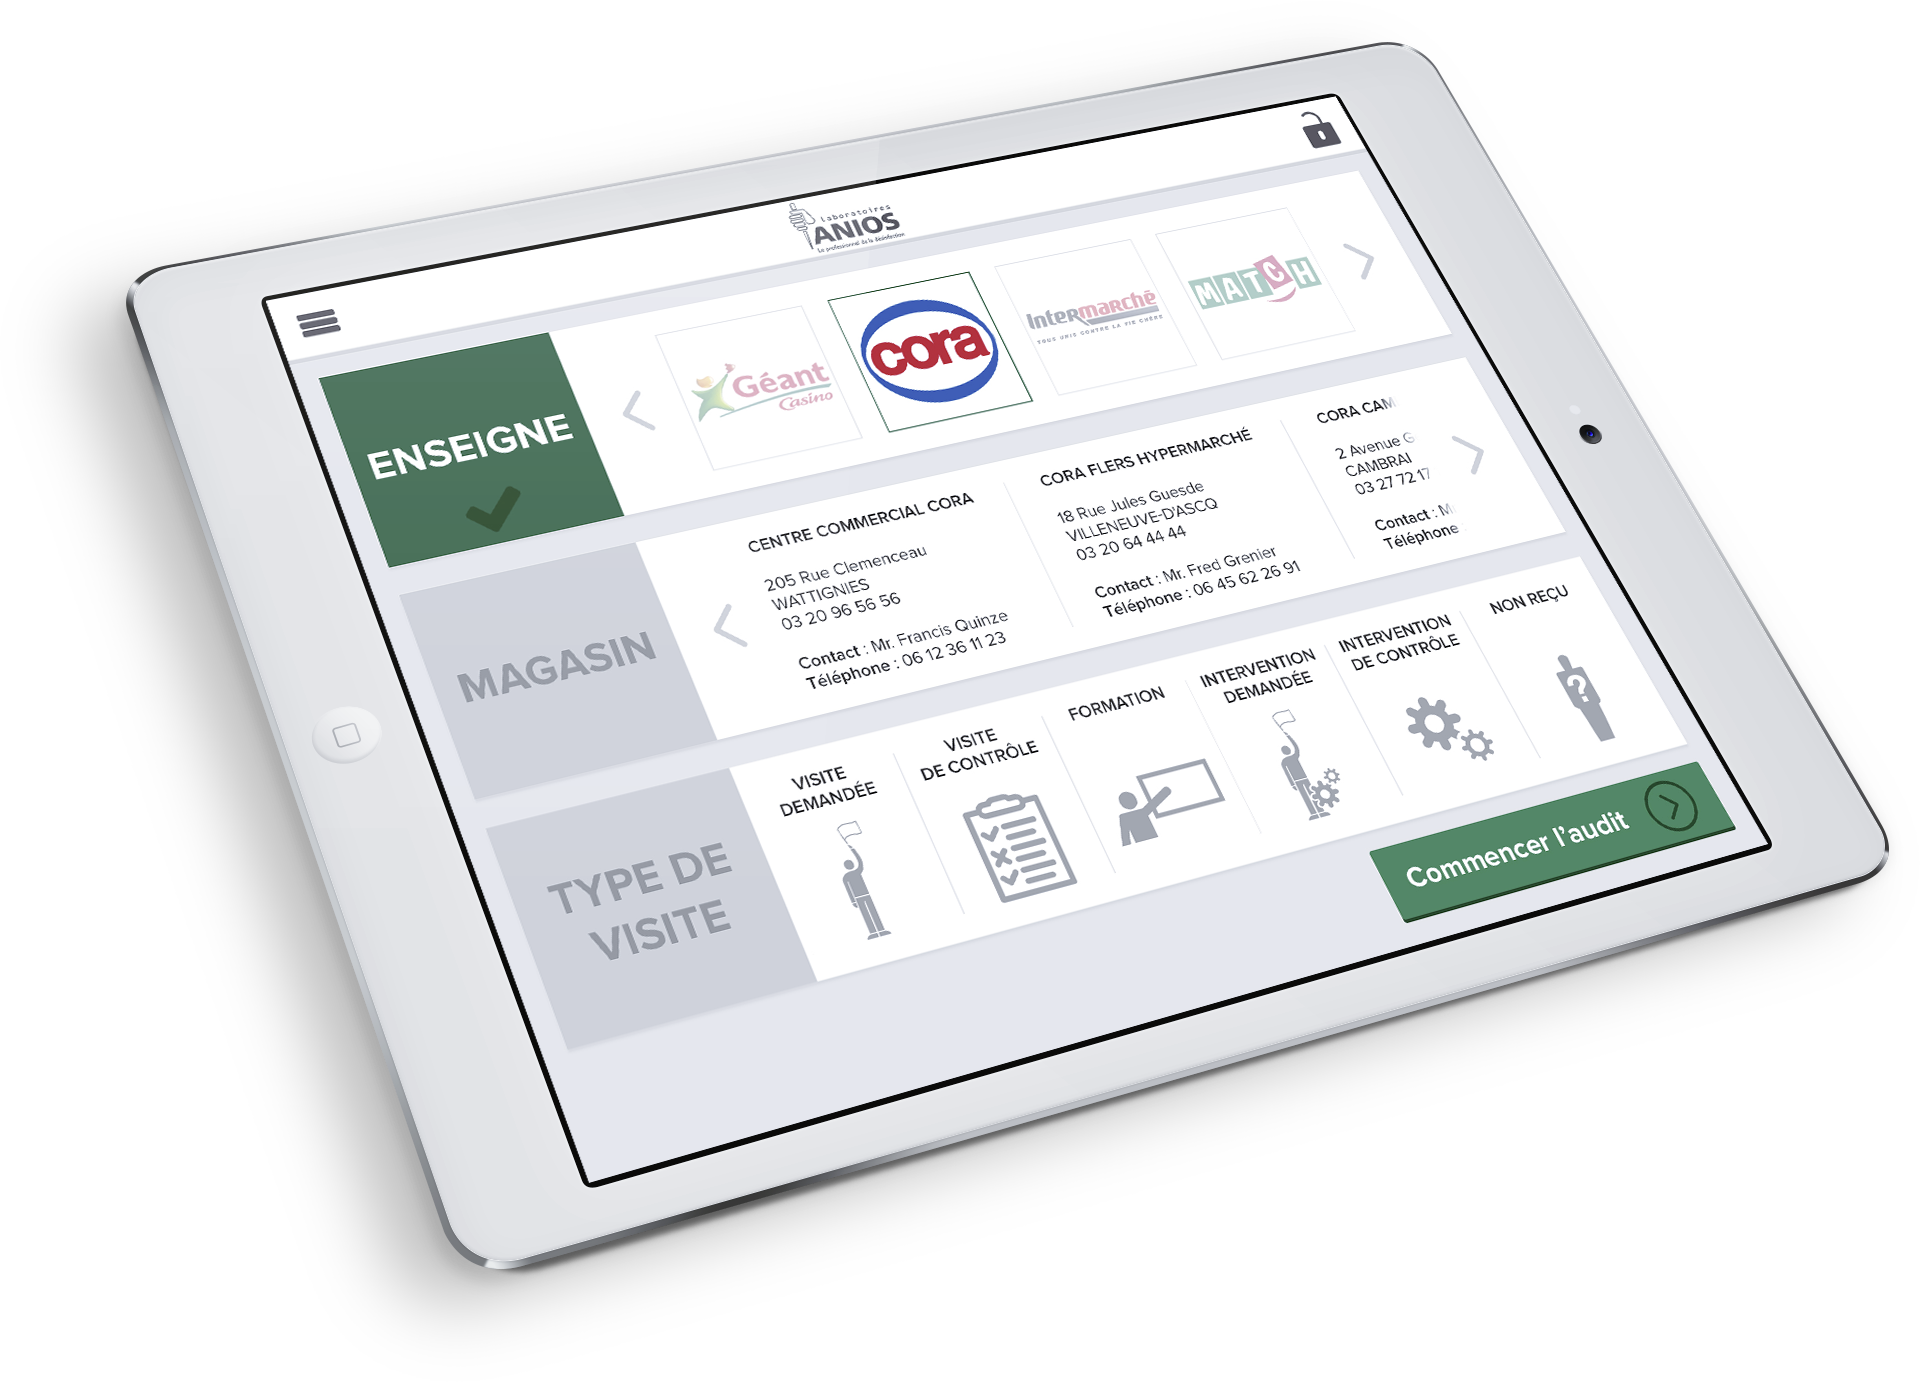 Laboratoires
ANIOS
Le professionnel de la désinfection
ENSEIGNE
Géant
Casino
cora
Intermarché
TOUS UNIS CONTRE LA VIE CHÈRE
MATCH
MAGASIN
CENTRE COMMERCIAL CORA
205 Rue Clemenceau
WATTIGNIES
03 20 96 56 56
Contact : Mr. Francis Quinze
Téléphone : 06 12 36 11 23
CORA FLERS HYPERMARCHÉ
18 Rue Jules Guesde
VILLENEUVE-D'ASCQ
03 20 64 44 44
Contact : Mr. Fred Grenier
Téléphone : 06 45 62 26 91
CORA CAM
2 Avenue G
CAMBRAI
03 27 72 17
Contact : M
Téléphone
TYPE DE
VISITE
VISITE
DEMANDÉE
VISITE
DE CONTRÔLE
FORMATION
INTERVENTION
DEMANDÉE
INTERVENTION
DE CONTRÔLE
NON REÇU
?
Commencer l'audit